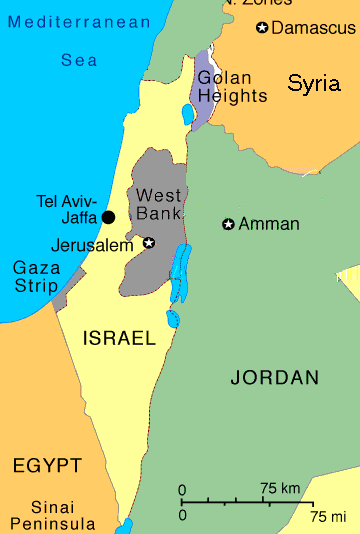 N. Zones
Damascus
Mediterranean
Sea
Golan
Heights
Syria
Tel Aviv-
Jaffa
West
Bank
Amman
Jerusalem
Gaza
Strip
ISRAEL
JORDAN
EGYPT
Sinai
Peninsula
0
75 km
0
75 mi